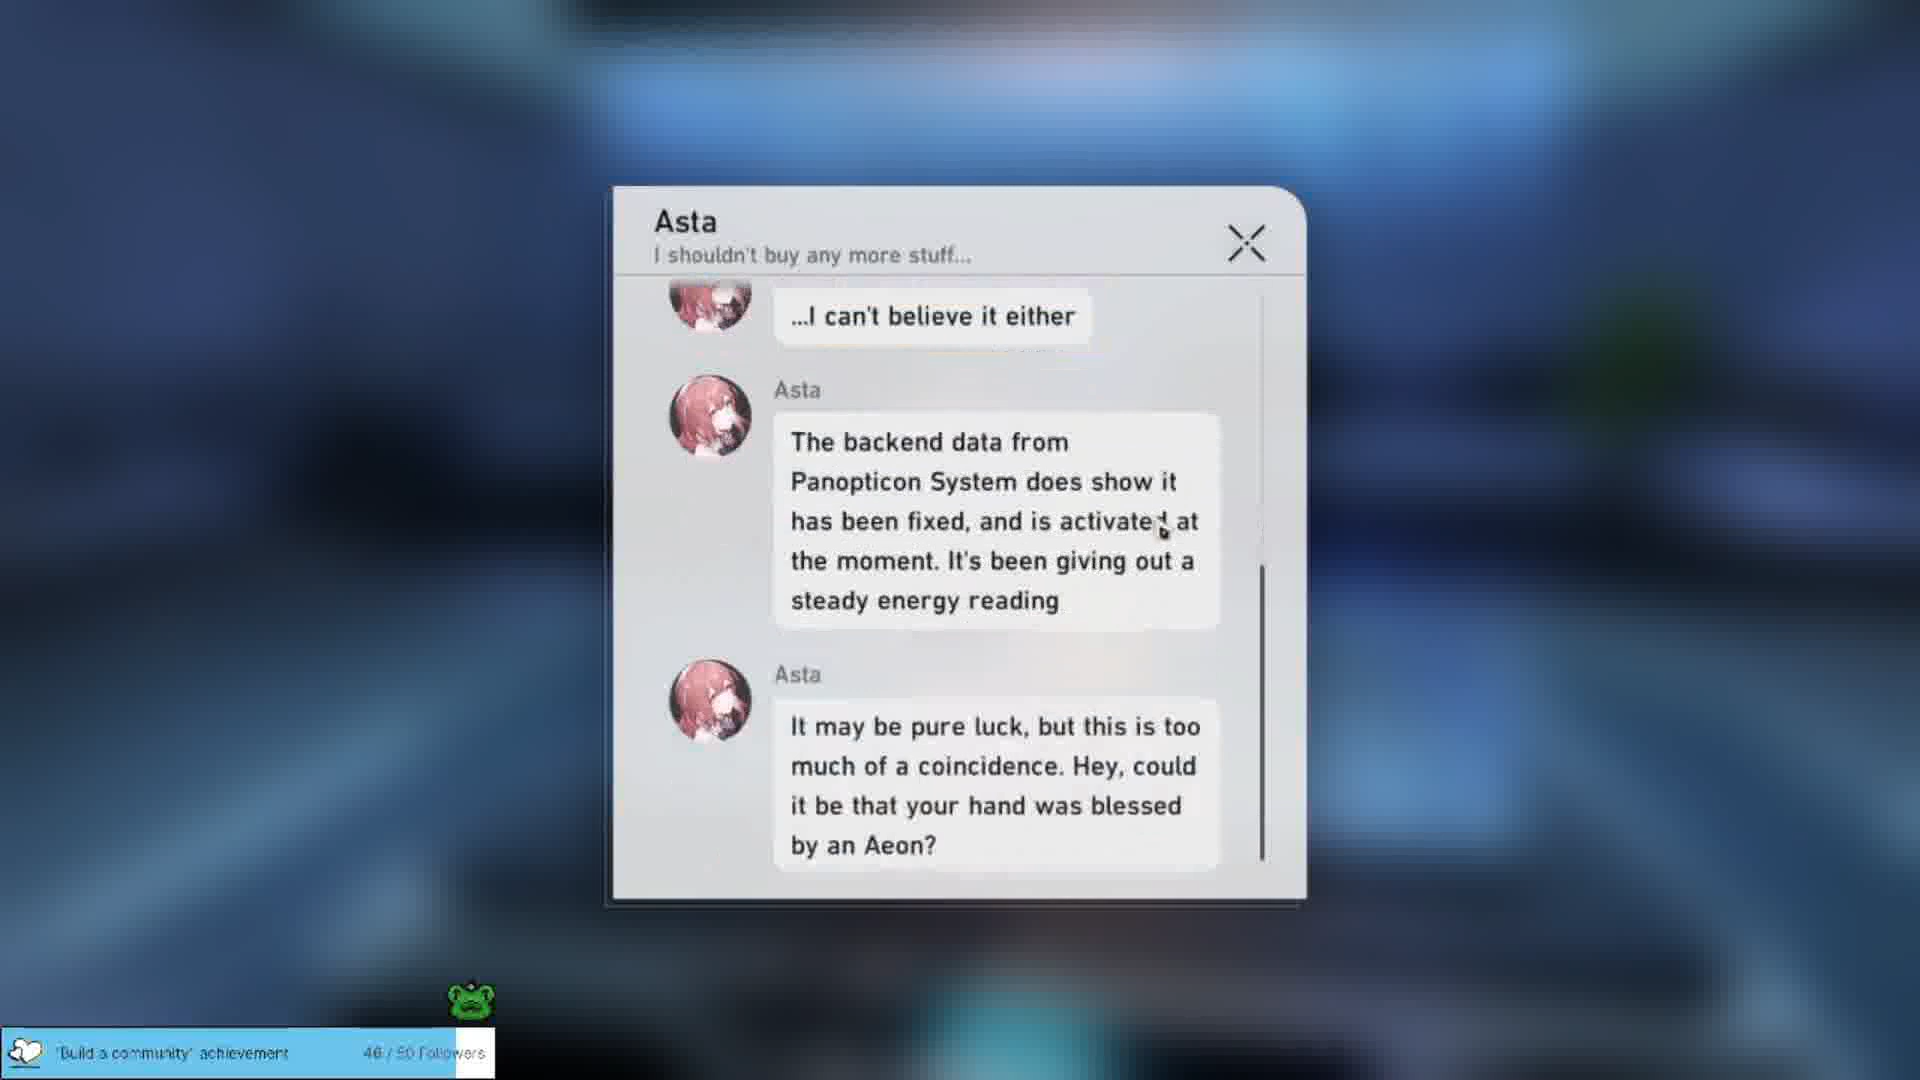 Asta
I shouldn't buy any more stuff...
...I can't believe it either
Asta
The backend data from
Panopticon System does show it
has been fixed, and is activated at
the moment. It's been giving out a
steady energy reading
Asta
It may be pure luck, but this is too
much of a coincidence. Hey, could
it be that your hand was blessed
by an Aeon?
"Build a community" achievement
46 / 50 Followers